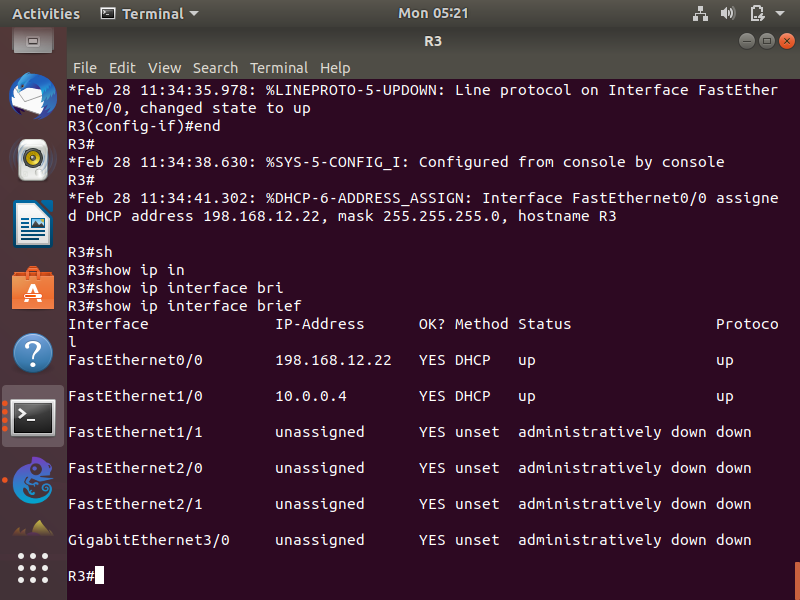 Activities Terminal Mon 05:21
R3
File Edit View Search Terminal Help
*Feb 28 11:34:35.978: %LINEPROTO-5-UPDOWN: Line protocol on Interface FastEther
net0/0, changed state to up
R3(config-if)#end
R3#
*Feb 28 11:34:38.630: %SYS-5-CONFIG_I: Configured from console by console
R3#
*Feb 28 11:34:41.302: %DHCP-6-ADDRESS_ASSIGN: Interface FastEthernet0/0 assigne
d DHCP address 198.168.12.22, mask 255.255.255.0, hostname R3
R3#sh
R3#show ip in
R3#show ip interface bri
R3#show ip interface brief
Interface IP-Address OK? Method Status Protoco
l
FastEthernet0/0 198.168.12.22 YES DHCP up up
FastEthernet1/0 10.0.0.4 YES DHCP up up
FastEthernet1/1 unassigned YES unset administratively down down
FastEthernet2/0 unassigned YES unset administratively down down
FastEthernet2/1 unassigned YES unset administratively down down
GigabitEthernet3/0 unassigned YES unset administratively down down
R3#